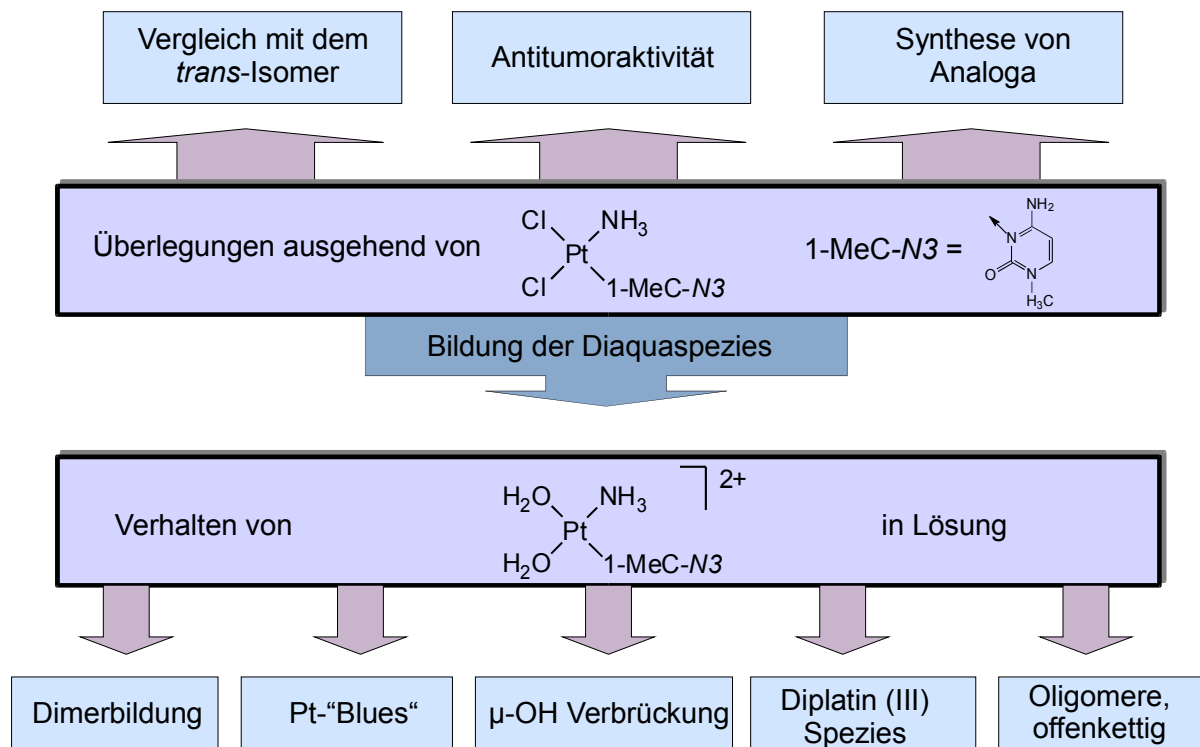 Vergleich mit dem
trans-Isomer
Antitumoraktivität
Synthese von
Analoga
Überlegungen ausgehend von
Cl
NH3
Pt
Cl
1-MeC-N3
1-MeC-N3 =
NH2
N
O
N
H3C
Bildung der Diaquaspezies
Verhalten von
H2O
NH3
2+
Pt
H2O
1-MeC-N3
in Lösung
Dimerbildung
Pt-“Blues“
µ-OH Verbrückung
Diplatin (III)
Spezies
Oligomere,
offenkettig